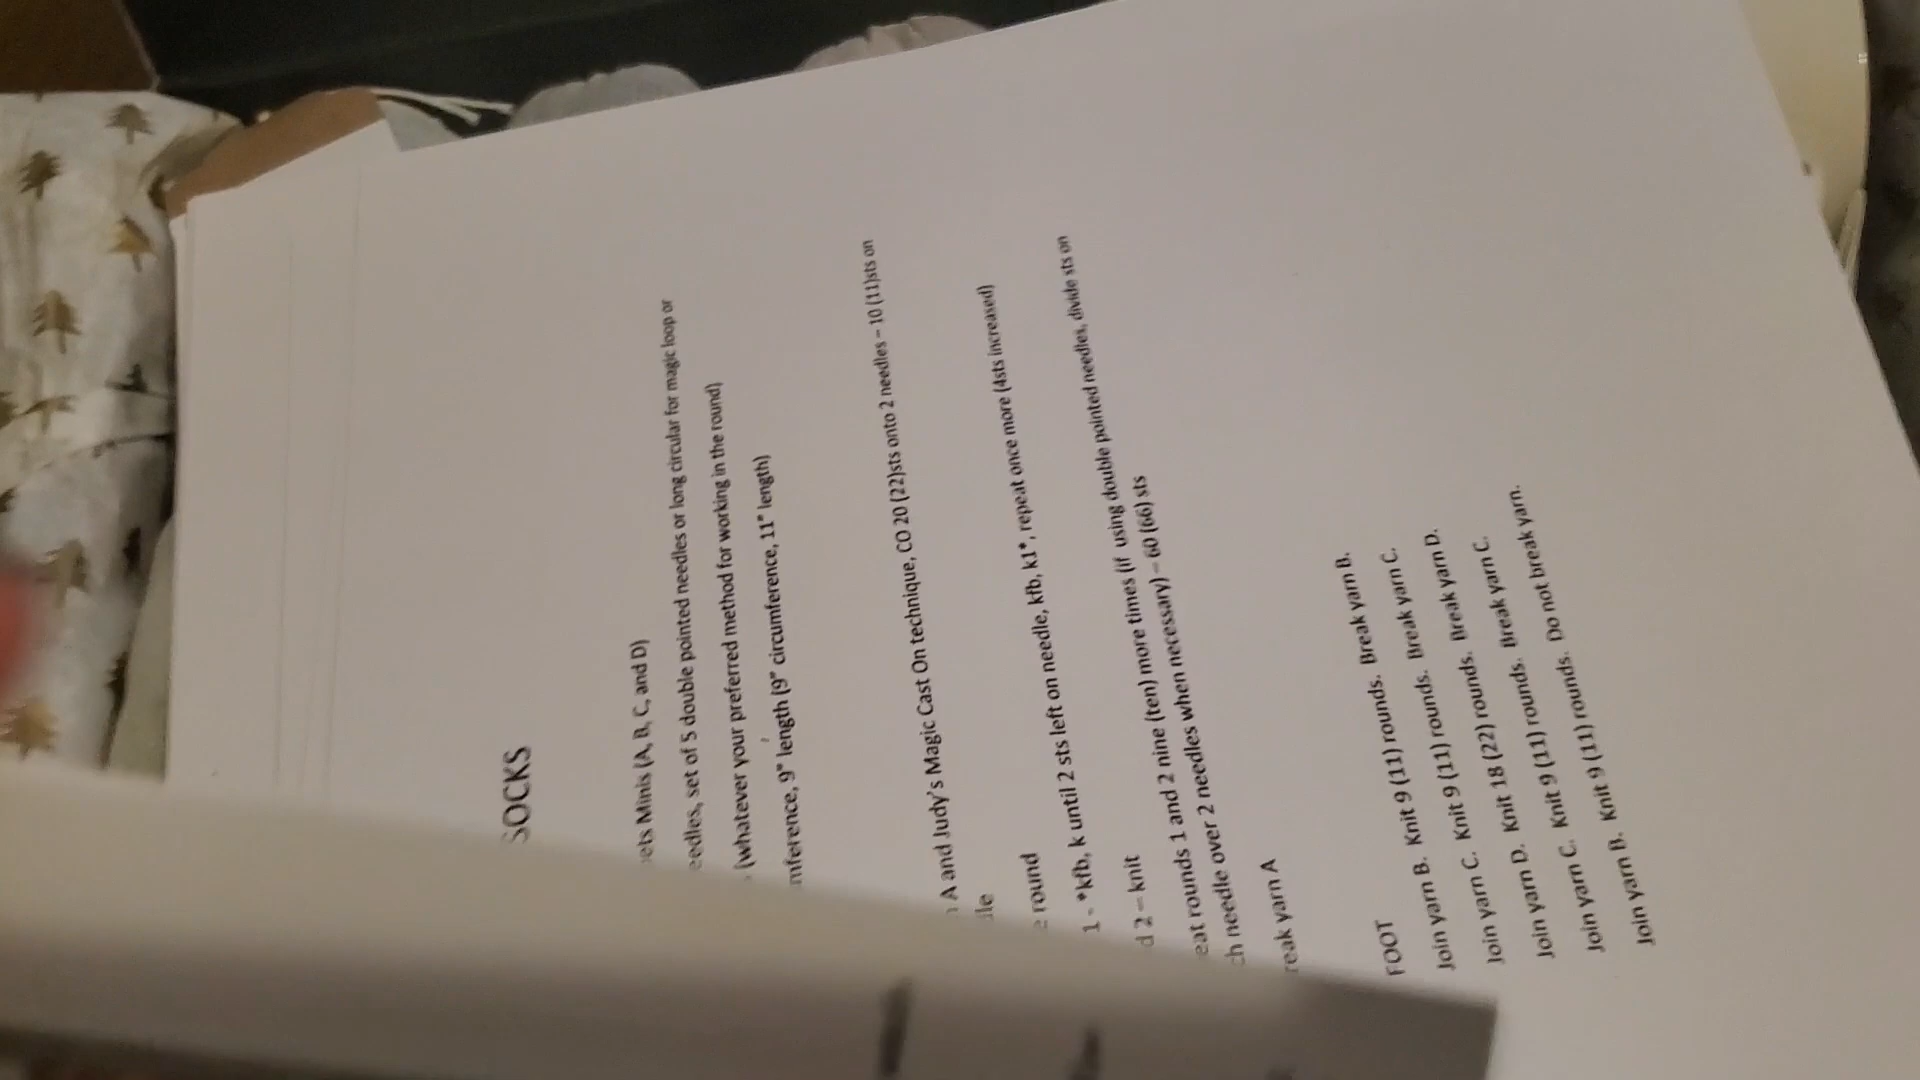 SOCKS
Minis (A, B, C, and D)
set of 5 double pointed needles or long circular for magic loop or
(whatever your preferred method for working in the round)
9" length (9" circumference, 11" length)
A and Judy's Magic Cast On technique, CO 20 (22)sts onto 2 needles – 10 (11)sts on
round
1 - *kfb, k until 2 sts left on needle, kfb, k1*, repeat once more (4sts increased)
2 – knit
rounds 1 and 2 nine (ten) more times (if using double pointed needles, divide sts on
needle over 2 needles when necessary) – 60 (66) sts
yarn A
FOOT
Join yarn B. Knit 9 (11) rounds. Break yarn B.
Join yarn C. Knit 9 (11) rounds. Break yarn C.
Join yarn D. Knit 18 (22) rounds. Break yarn D.
Join yarn C. Knit 9 (11) rounds. Break yarn C.
Join yarn B. Knit 9 (11) rounds. Do not break yarn.